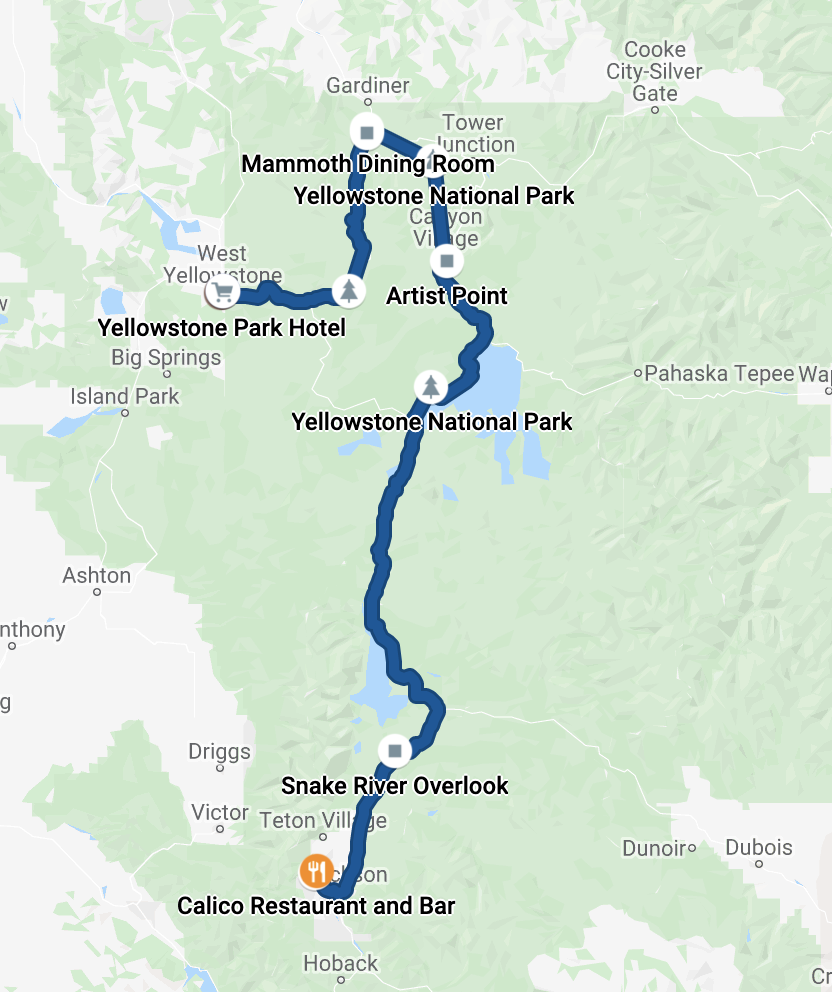 Cooke
City-Silver
Gate
Gardiner
Tower
Junction
Mammoth Dining Room
Yellowstone National Park
Canyon
Village
West
Yellowstone
Artist Point
Yellowstone Park Hotel
Big Springs
Pahaska Tepee
Wap
Island Park
Yellowstone National Park
Ashton
nthony
g
Driggs
Snake River Overlook
Victor
Teton Village
Dunoir
Dubois
ckson
Calico Restaurant and Bar
Hoback
Cr
w